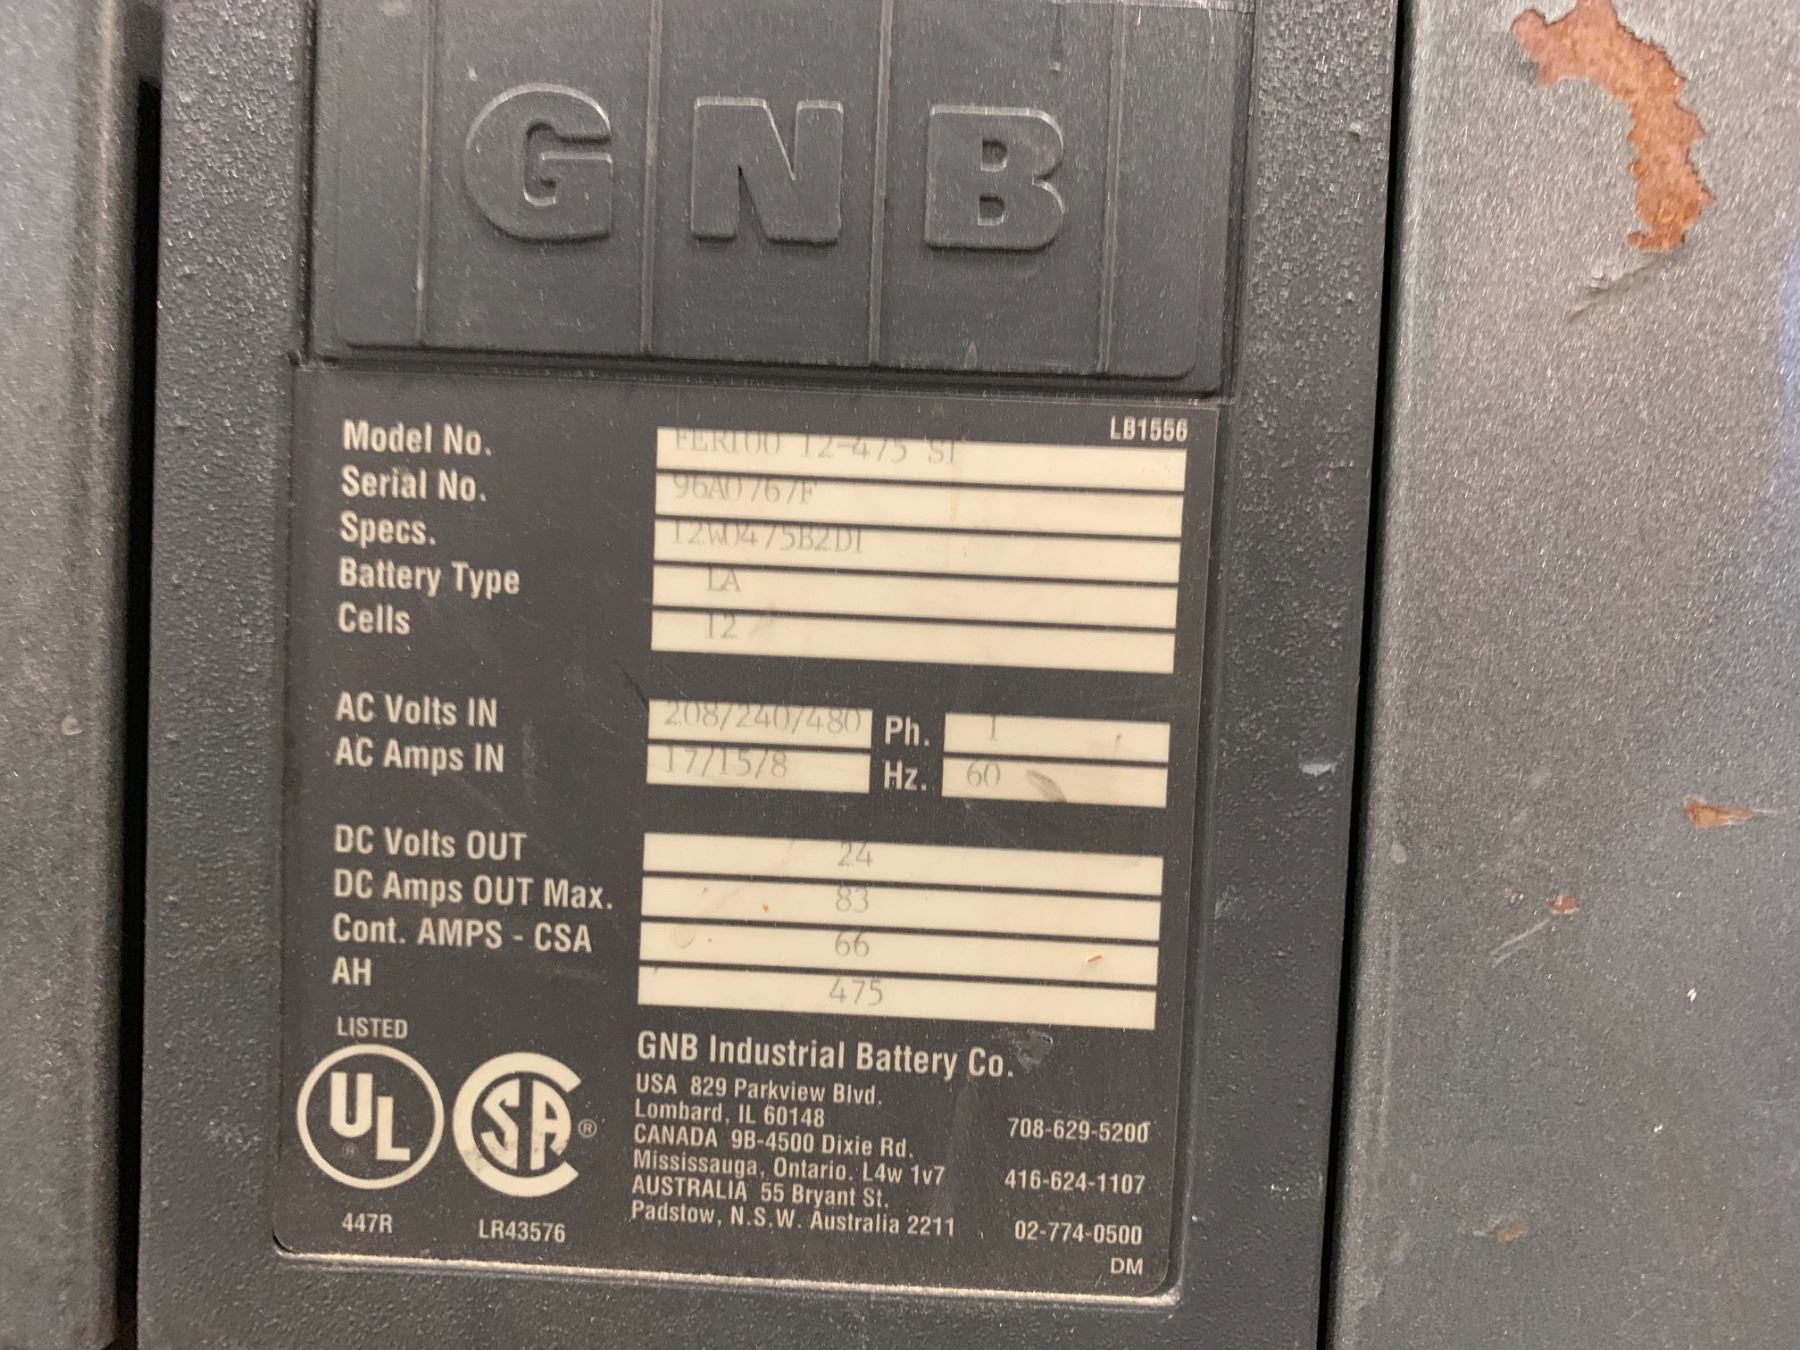 GNB
LB1556
Model No. FER100 12-475 S1
Serial No. 96A0767F
Specs. 12W0475B2D1
Battery Type LA
Cells 12
AC Volts IN 208/240/480 Ph. 1
AC Amps IN 17/15/8 Hz. 60
DC Volts OUT 24
DC Amps OUT Max. 83
Cont. AMPS - CSA 66
AH 475
LISTED
UL ®
SA ®
447R
LR43576
GNB Industrial Battery Co.
USA 829 Parkview Blvd.
Lombard, IL 60148 708-629-5200
CANADA 9B-4500 Dixie Rd.
Mississauga, Ontario. L4w 1v7 416-624-1107
AUSTRALIA 55 Bryant St.
Padstow, N.S.W. Australia 2211 02-774-0500
DM